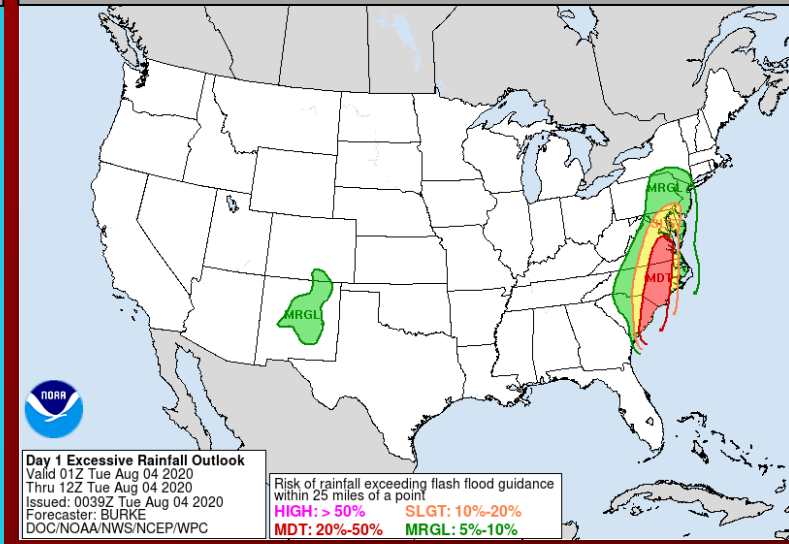 MRGL
SLGT
MDT
MRGL
NOAA
Day 1 Excessive Rainfall Outlook
Valid 01Z Tue Aug 04 2020
Thru 12Z Tue Aug 04 2020
Issued: 0039Z Tue Aug 04 2020
Forecaster: BURKE
DOC/NOAA/NWS/NCEP/WPC
Risk of rainfall exceeding flash flood guidance
within 25 miles of a point
HIGH: > 50% SLGT: 10%-20%
MDT: 20%-50% MRGL: 5%-10%